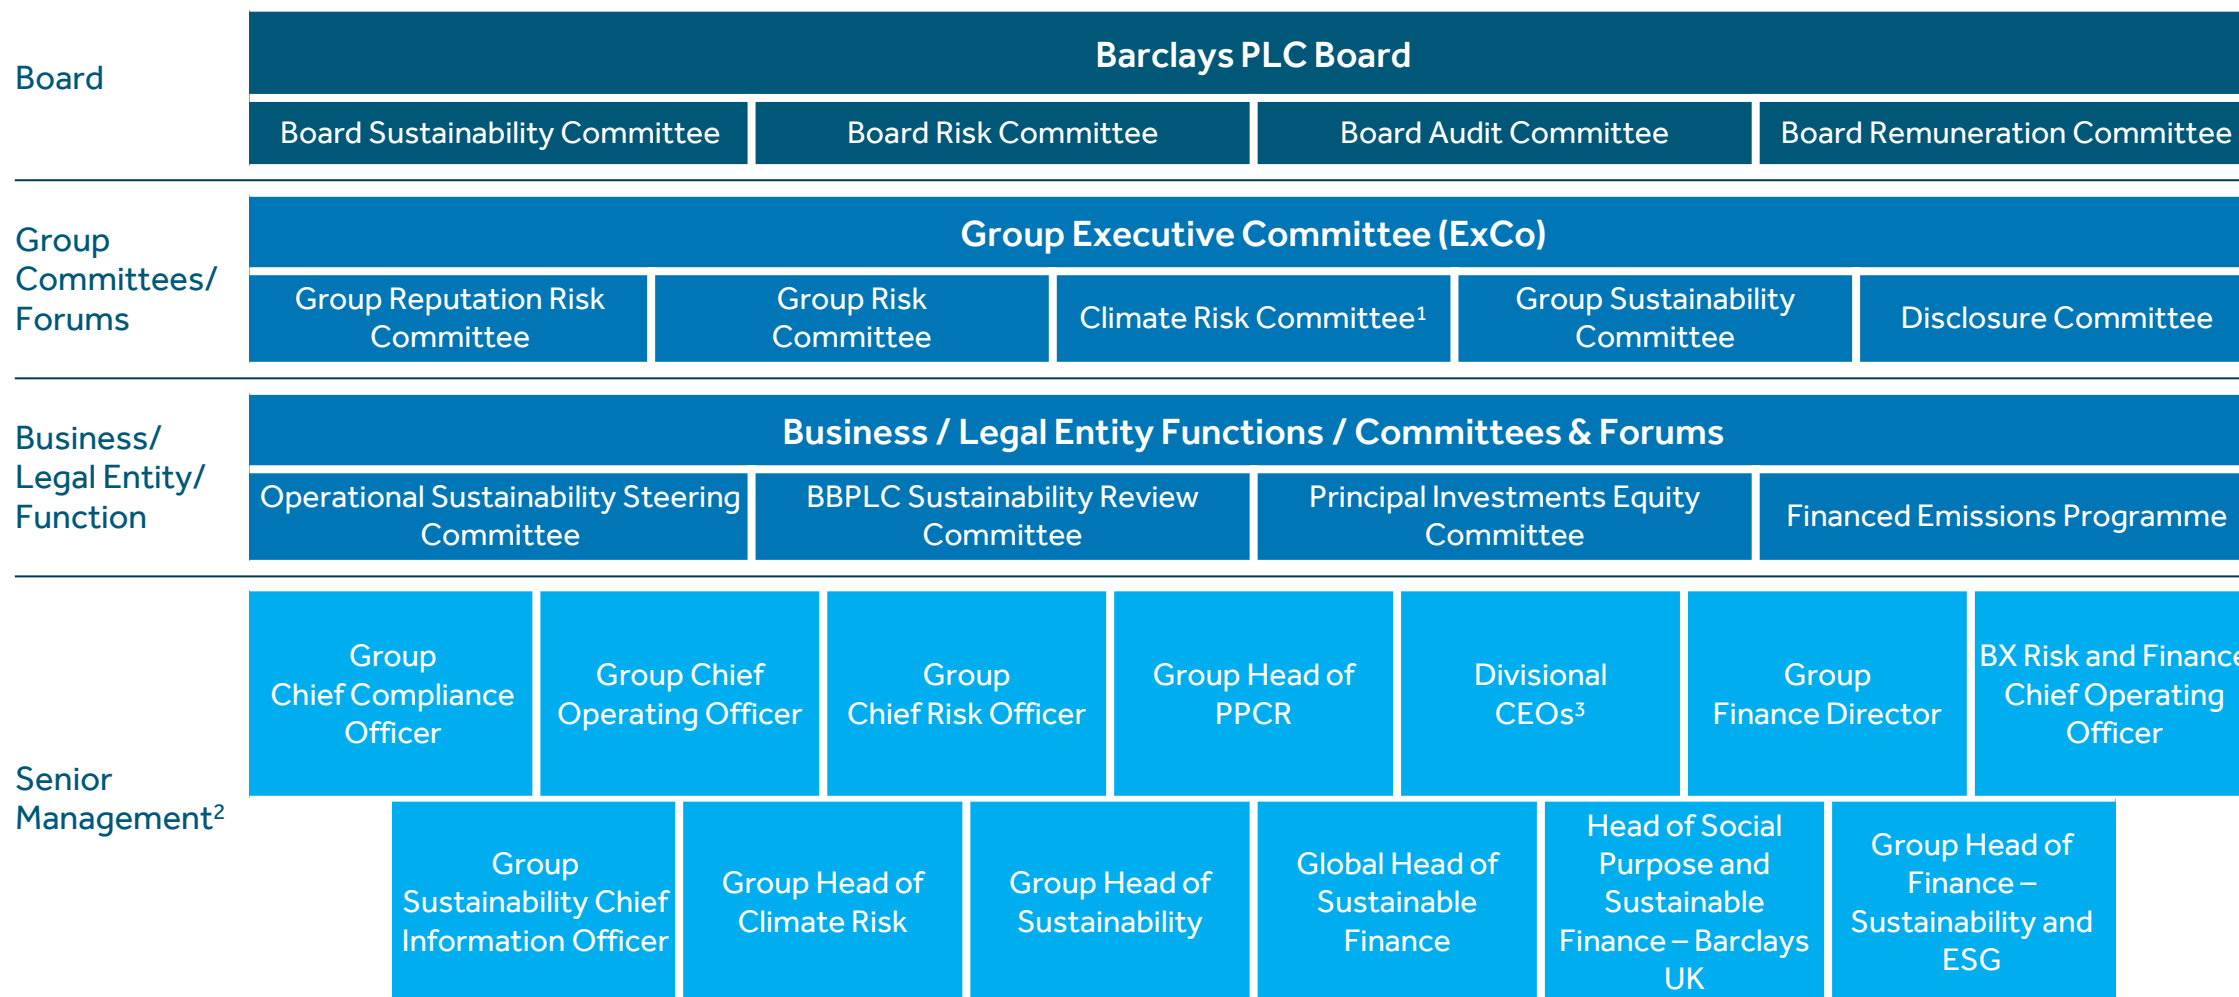 Board
Barclays PLC Board
Board Sustainability Committee
Board Risk Committee
Board Audit Committee
Board Remuneration Committee
Group
Committees/
Forums
Group Executive Committee (ExCo)
Group Reputation Risk
Committee
Group Risk
Committee
Climate Risk Committee¹
Group Sustainability
Committee
Disclosure Committee
Business/
Legal Entity/
Function
Business / Legal Entity Functions / Committees & Forums
Operational Sustainability Steering
Committee
BBPLC Sustainability Review
Committee
Principal Investments Equity
Committee
Financed Emissions Programme
Senior
Management²
Group
Chief Compliance
Officer
Group Chief
Operating Officer
Group
Chief Risk Officer
Group Head of
PPCR
Divisional
CEOs³
Group
Finance Director
BX Risk and Finance
Chief Operating
Officer
Group
Sustainability Chief
Information Officer
Group Head of
Climate Risk
Group Head of
Sustainability
Global Head of
Sustainable
Finance
Head of Social
Purpose and
Sustainable
Finance – Barclays
UK
Group Head of
Finance –
Sustainability and
ESG